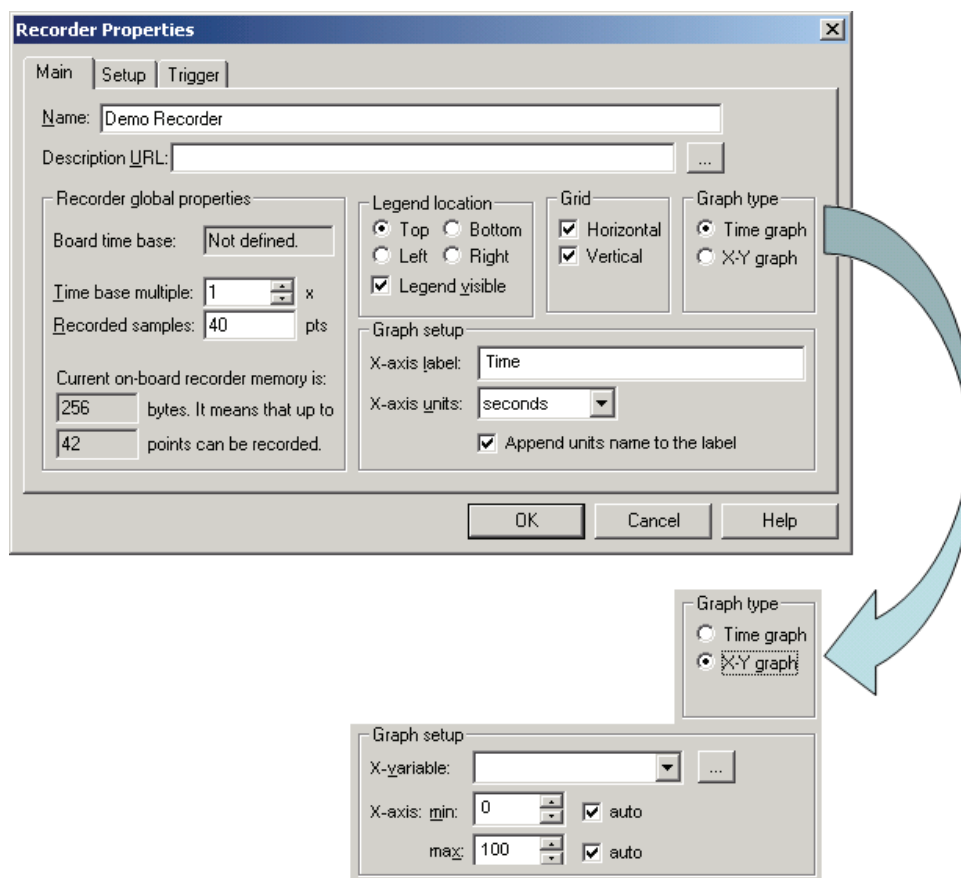 Recorder Properties
Main Setup Trigger
Name: Demo Recorder
Description URL: ...
Recorder global properties
Board time base: Not defined.
Time base multiple: 1 x
Recorded samples: 40 pts
Current on-board recorder memory is:
256 bytes. It means that up to
42 points can be recorded.
Legend location
Top Bottom
Left Right
Legend visible
Grid
Horizontal
Vertical
Graph type
Time graph
X-Y graph
Graph setup
X-axis label: Time
X-axis units: seconds
Append units name to the label
OK Cancel Help
Graph type
Time graph
X-Y graph
Graph setup
X-variable: ...
X-axis: min: 0 auto
max: 100 auto